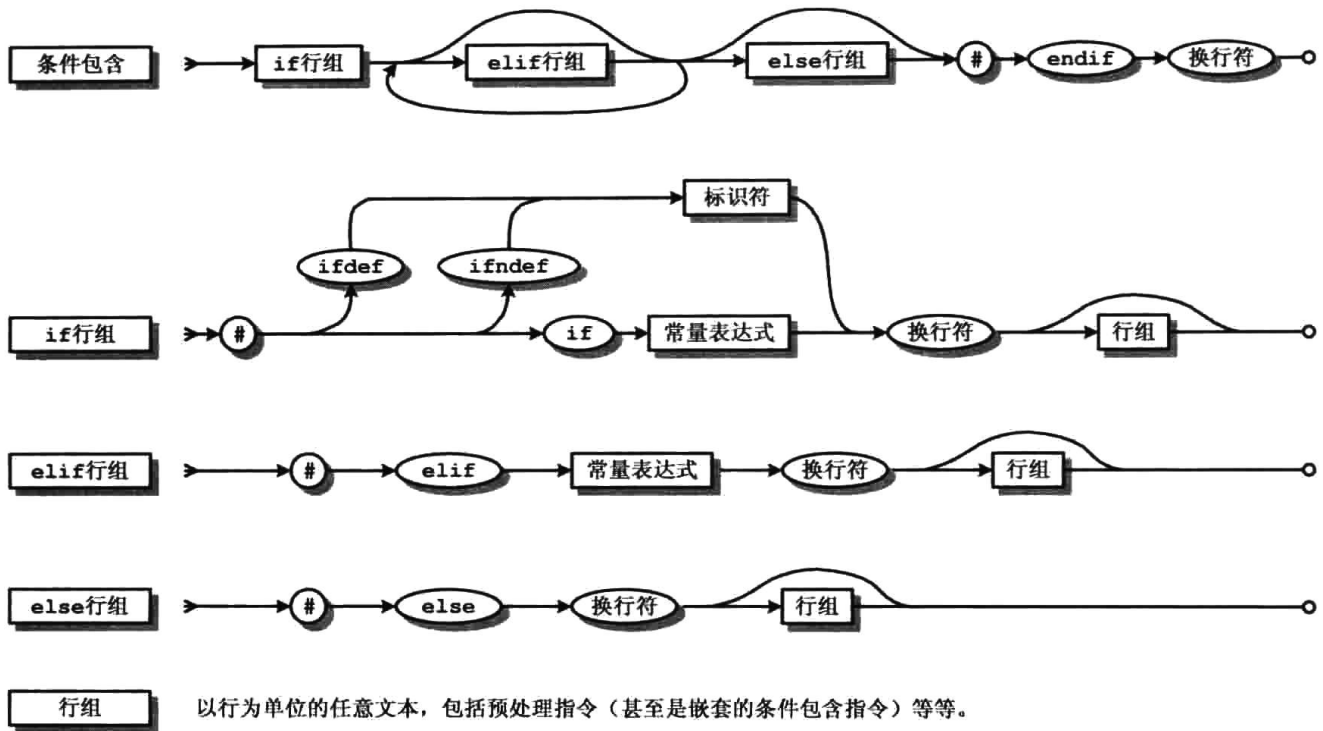 条件包含 if行组 elif行组 else行组 # endif 换行符
标识符
ifdef ifndef
if行组 # if 常量表达式 换行符 行组
elif行组 # elif 常量表达式 换行符 行组
else行组 # else 换行符 行组
行组 以行为单位的任意文本，包括预处理指令（甚至是嵌套的条件包含指令）等等。